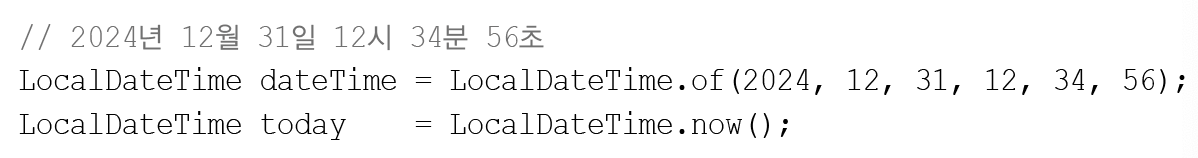 // 2024년 12월 31일 12시 34분 56초
LocalDateTime dateTime = LocalDateTime.of(2024, 12, 31, 12, 34, 56);
LocalDateTime today    = LocalDateTime.now();